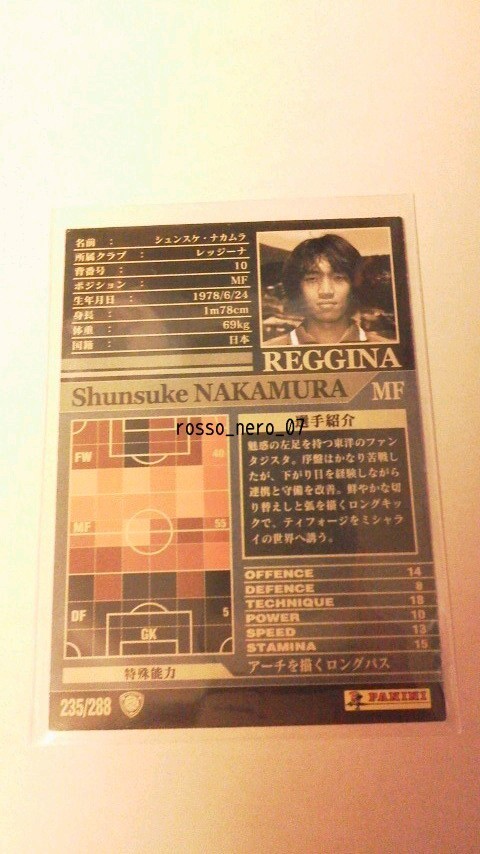 名前 : シュンスケ・ナカムラ
所属クラブ : レッジーナ
背番号 : 10
ポジション : MF
生年月日 : 1978/6/24
身長 : 1m78cm
体重 : 69kg
国籍 : 日本
REGGINA
Shunsuke NAKAMURA MF
rosso_nero_07
選手紹介
魅惑の左足を持つ東洋のファン
タジスタ。序盤はかなり苦戦し
たが、下がり目を経験しながら
連携と守備を改善。鮮やかな切
り替えしと弧を描くロングキッ
クで、ティフォージをミシャラ
イの世界へ誘う。
FW 40
MF 55
DF 5
GK
OFFENCE 14
DEFENCE 8
TECHNIQUE 18
POWER 10
SPEED 13
STAMINA 15
特殊能力 アーチを描くロングパス
235/288
PANINI